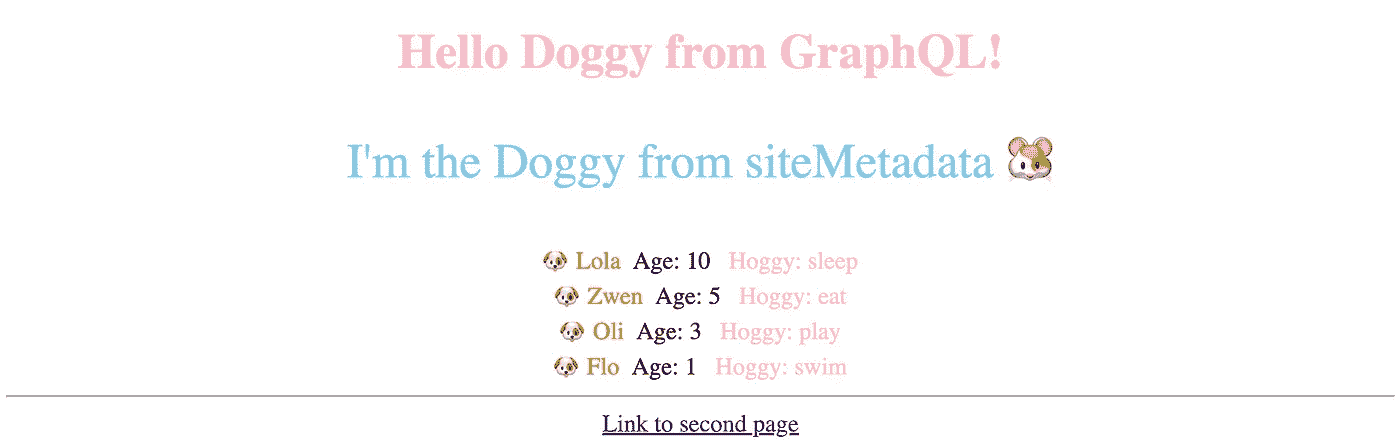 Hello Doggy from GraphQL!
I'm the Doggy from siteMetadata 🐹
🐶 Lola Age: 10 Hoggy: sleep
🐶 Zwen Age: 5 Hoggy: eat
🐶 Oli Age: 3 Hoggy: play
🐶 Flo Age: 1 Hoggy: swim
Link to second page